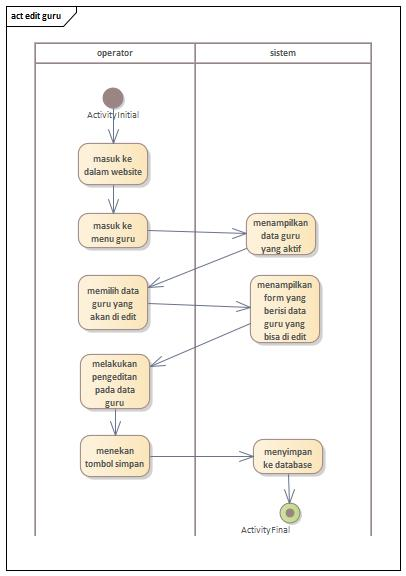 act edit guru
operator
sistem
ActivityInitial
masuk ke
dalam website
masuk ke
menu guru
menampilkan
data guru
yang aktif
memilih data
guru yang
akan di edit
menampilkan
form yang
berisi data
guru yang
bisa di edit
melakukan
pengeditan
pada data
guru
menekan
tombol simpan
menyimpan
ke database
ActivityFinal